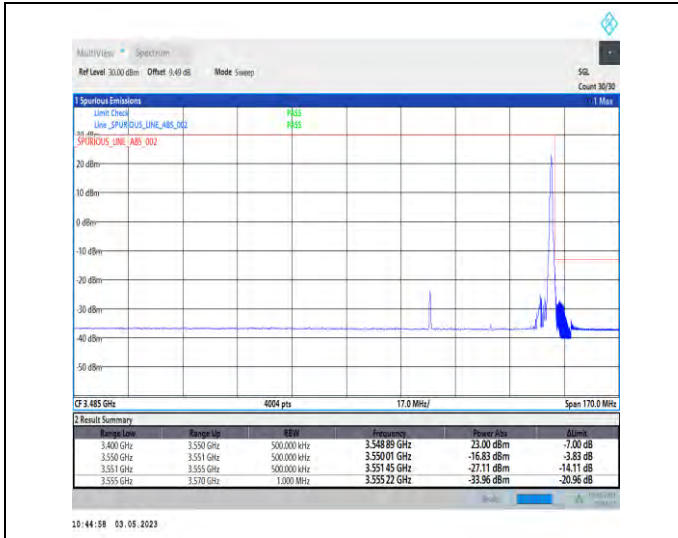 MultiView Spectrum
Ref Level 30.00 dBm Offset 9.49 dB Mode Sweep SGL
Count 30/30
1 Spurious Emissions 1 Max
Limit Check PASS
Line _SPURIOUS_LINE_ABS_002 PASS
30 dBm
_SPURIOUS_LINE_ABS_002
20 dBm
10 dBm
0 dBm
-10 dBm
-20 dBm
-30 dBm
-40 dBm
-50 dBm
CF 3.485 GHz 4004 pts 17.0 MHz/ Span 170.0 MHz
2 Result Summary
Range Low Range Up RBW Frequency Power Abs ΔLimit
3.400 GHz 3.550 GHz 500.000 kHz 3.548 89 GHz 23.00 dBm -7.00 dB
3.550 GHz 3.551 GHz 500.000 kHz 3.550 01 GHz -16.83 dBm -3.83 dB
3.551 GHz 3.555 GHz 500.000 kHz 3.551 45 GHz -27.11 dBm -14.11 dB
3.555 GHz 3.570 GHz 1.000 MHz 3.555 22 GHz -33.96 dBm -20.96 dB
10:44:58 03.05.2023